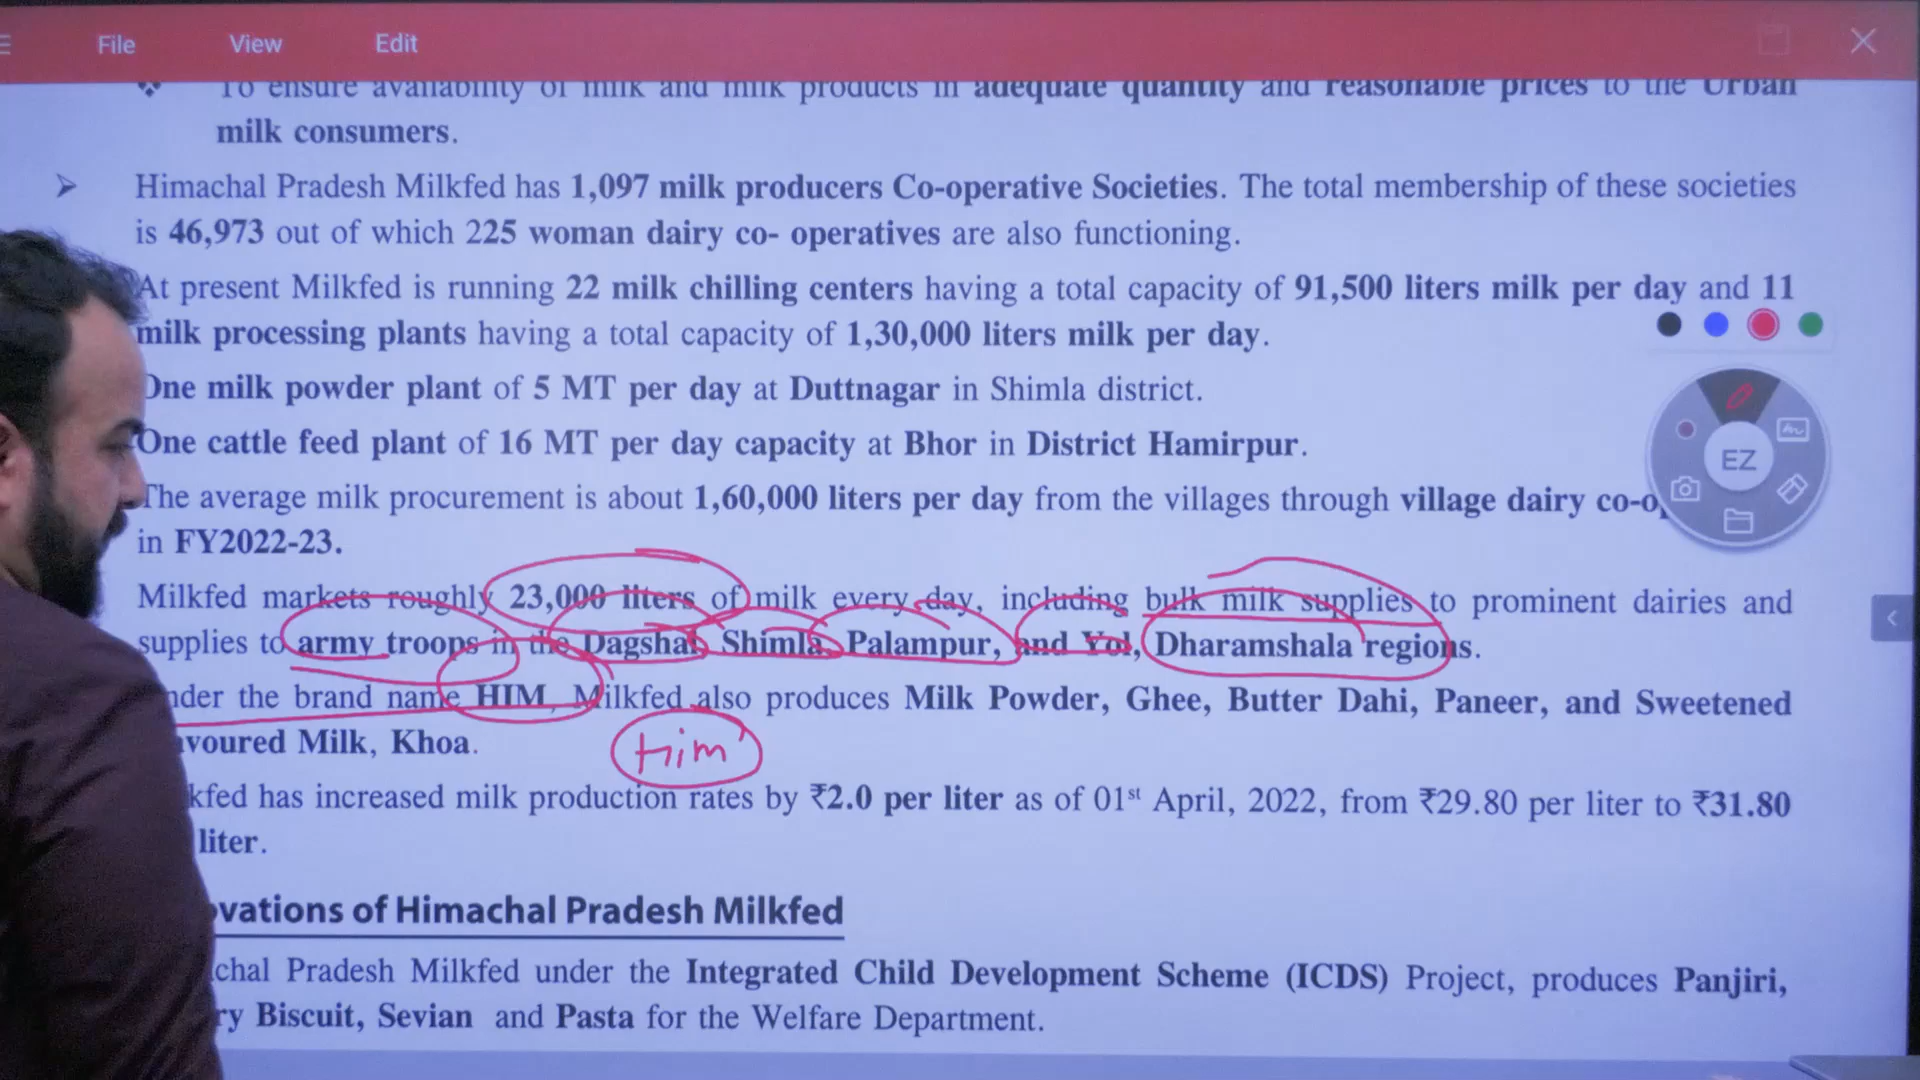 File View Edit
To ensure availability of milk and milk products in adequate quantity and reasonable prices to the Urban
milk consumers.
Himachal Pradesh Milkfed has 1,097 milk producers Co-operative Societies. The total membership of these societies
is 46,973 out of which 225 woman dairy co- operatives are also functioning.
At present Milkfed is running 22 milk chilling centers having a total capacity of 91,500 liters milk per day and 11
milk processing plants having a total capacity of 1,30,000 liters milk per day.
One milk powder plant of 5 MT per day at Duttnagar in Shimla district.
One cattle feed plant of 16 MT per day capacity at Bhor in District Hamirpur.
EZ
The average milk procurement is about 1,60,000 liters per day from the villages through village dairy
in FY2022-23.
Milkfed markets roughly 23,000 liters of milk every day, including bulk milk supplies to prominent dairies and
supplies to army troops in the Dagshai, Shimla, Palampur, and Yol, Dharamshala regions.
the brand name HIM, Milkfed also produces Milk Powder, Ghee, Butter Dahi, Paneer, and Sweetened
Milk, Khoa.
Him
has increased milk production rates by ₹2.0 per liter as of 01st April, 2022, from ₹29.80 per liter to ₹31.80
liter.
of Himachal Pradesh Milkfed
Pradesh Milkfed under the Integrated Child Development Scheme (ICDS) Project, produces Panjiri,
Biscuit, Sevian and Pasta for the Welfare Department.